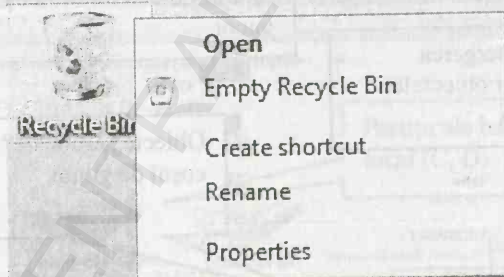 Open
Empty Recycle Bin
Recycle Bin
Create shortcut
Rename
Properties